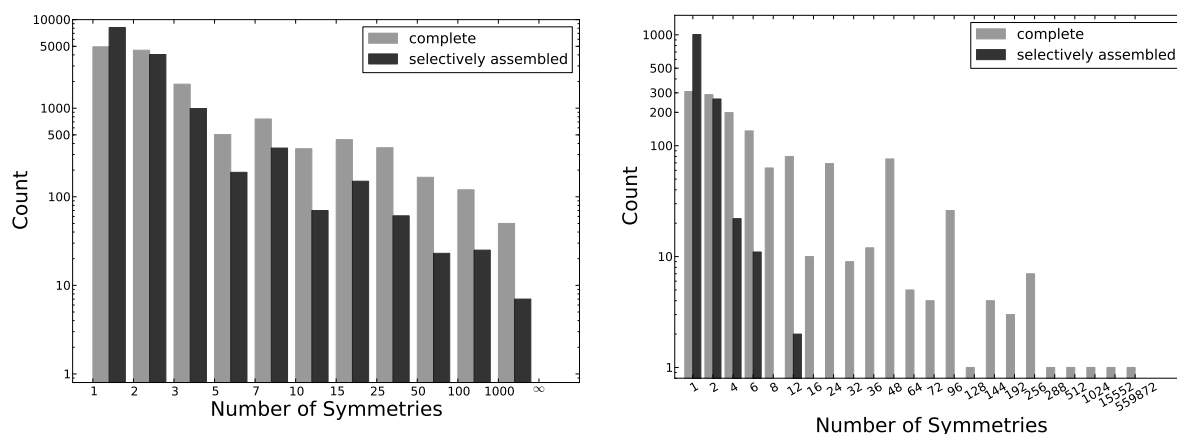 10000
5000
1000
500
100
10
1
Count
complete
selectively assembled
1 2 3 5 7 10 15 25 50 100 1000 ∞
Number of Symmetries
1000
500
300
200
100
10
1
Count
complete
selectively assembled
1 2 4 6 8 12 16 24 32 36 48 64 72 96 128 144 192 256 288 512 1024 15552 559872
Number of Symmetries